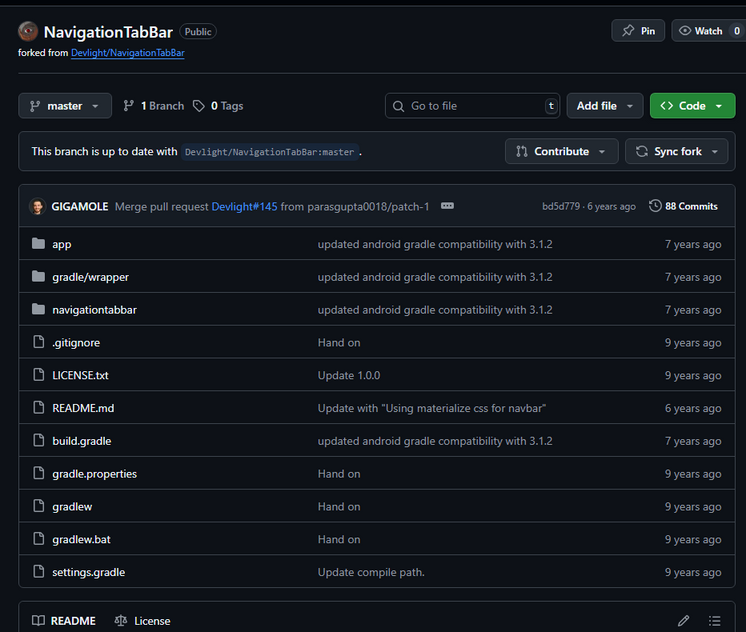 NavigationTabBar Public Pin Watch 0
forked from Devlight/NavigationTabBar
master 1 Branch 0 Tags Go to file t Add file Code
This branch is up to date with Devlight/NavigationTabBar:master . Contribute Sync fork
GIGAMOLE Merge pull request Devlight#145 from parasgupta0018/patch-1 bd5d779 · 6 years ago 88 Commits
app updated android gradle compatibility with 3.1.2 7 years ago
gradle/wrapper updated android gradle compatibility with 3.1.2 7 years ago
navigationtabbar updated android gradle compatibility with 3.1.2 7 years ago
.gitignore Hand on 9 years ago
LICENSE.txt Update 1.0.0 9 years ago
README.md Update with "Using materialize css for navbar" 6 years ago
build.gradle updated android gradle compatibility with 3.1.2 7 years ago
gradle.properties Hand on 9 years ago
gradlew Hand on 9 years ago
gradlew.bat Hand on 9 years ago
settings.gradle Update compile path. 9 years ago
README License